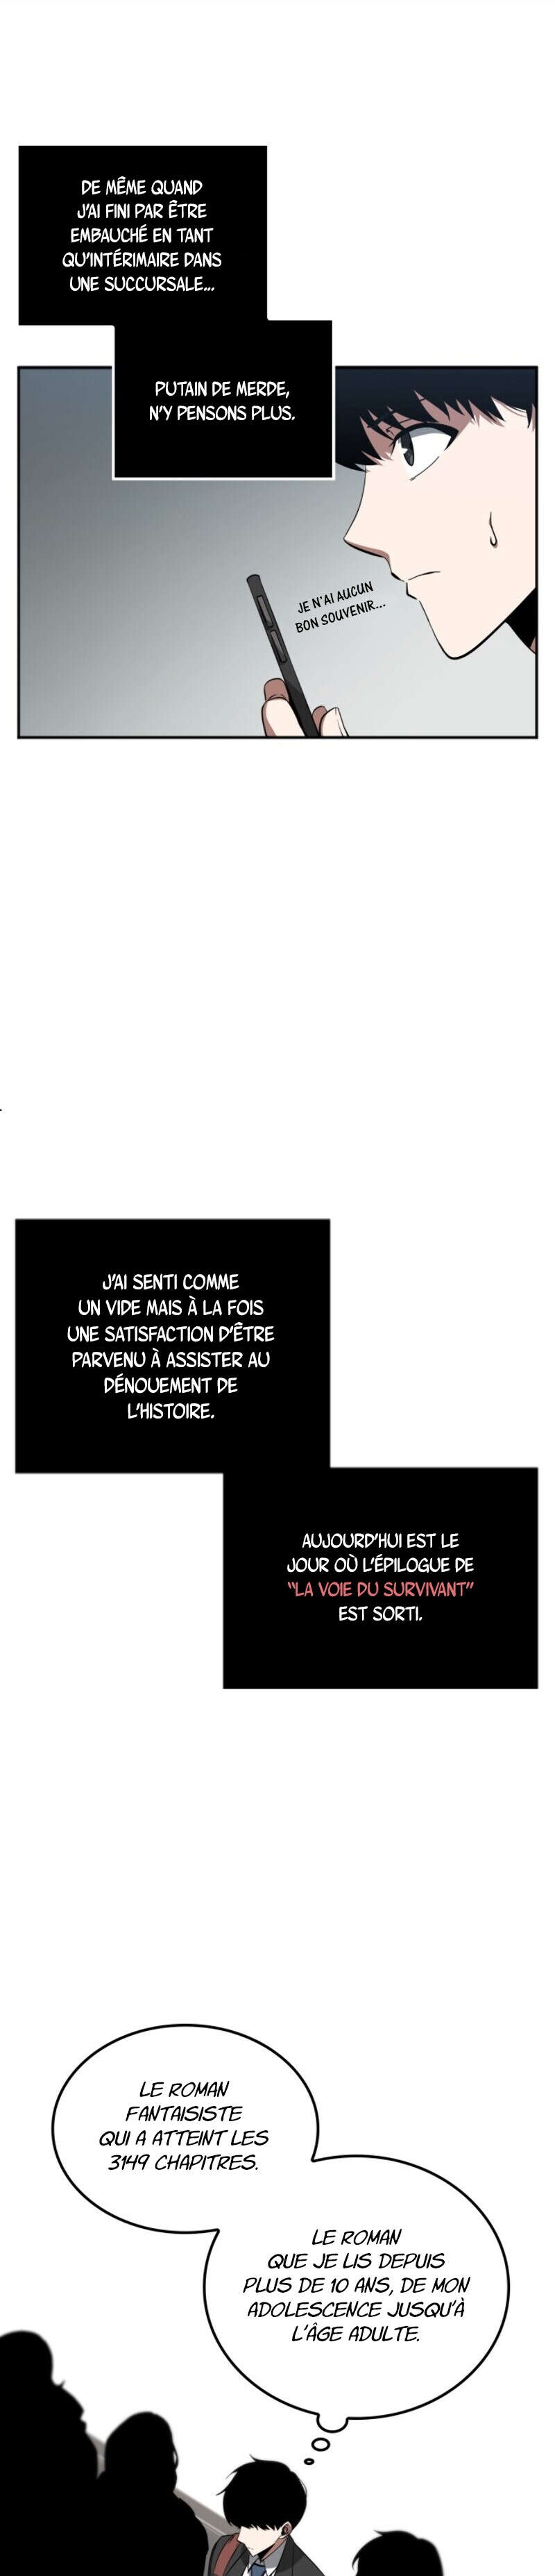 DE MÊME QUAND
J'AI FINI PAR ÊTRE
EMBAUCHÉ EN TANT
QU'INTÉRIMAIRE DANS
UNE SUCCURSALE...
PUTAIN DE MERDE,
N'Y PENSONS PLUS.
JE N'AI AUCUN
BON SOUVENIR...
J'AI SENTI COMME
UN VIDE MAIS À LA FOIS
UNE SATISFACTION D'ÊTRE
PARVENU À ASSISTER AU
DÉNOUEMENT DE
L'HISTOIRE.
AUJOURD'HUI EST LE
JOUR OÙ L'ÉPILOGUE DE
"LA VOIE DU SURVIVANT"
EST SORTI.
LE ROMAN
FANTAISISTE
QUI A ATTEINT LES
3149 CHAPITRES.
LE ROMAN
QUE JE LIS DEPUIS
PLUS DE 10 ANS, DE MON
ADOLESCENCE JUSQU'À
L'ÂGE ADULTE.